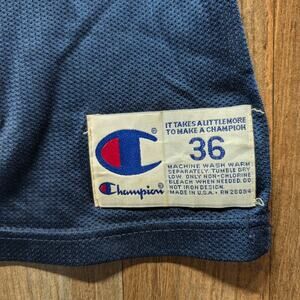 IT TAKES A LITTLE MORE
TO MAKE A CHAMPION
36
MACHINE WASH WARM
SEPARATELY. TUMBLE DRY
LOW. ONLY NON-CHLORINE
BLEACH WHEN NEEDED. DO
NOT IRON DESIGN.
MADE IN U.S.A. RN 26094
Champion